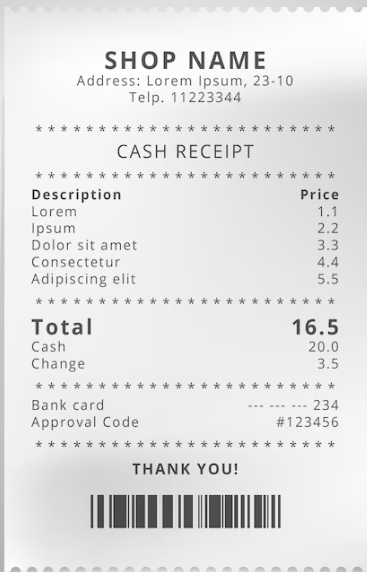 SHOP NAME
Address: Lorem Ipsum, 23-10
Telp. 11223344
* * * * * * * * * * * * * * * * * * * * * * * *
CASH RECEIPT
* * * * * * * * * * * * * * * * * * * * * * * *
Description Price
Lorem 1.1
Ipsum 2.2
Dolor sit amet 3.3
Consectetur 4.4
Adipiscing elit 5.5
* * * * * * * * * * * * * * * * * * * * * * * *
Total 16.5
Cash 20.0
Change 3.5
* * * * * * * * * * * * * * * * * * * * * * * *
Bank card --- --- --- 234
Approval Code #123456
* * * * * * * * * * * * * * * * * * * * * * * *
THANK YOU!